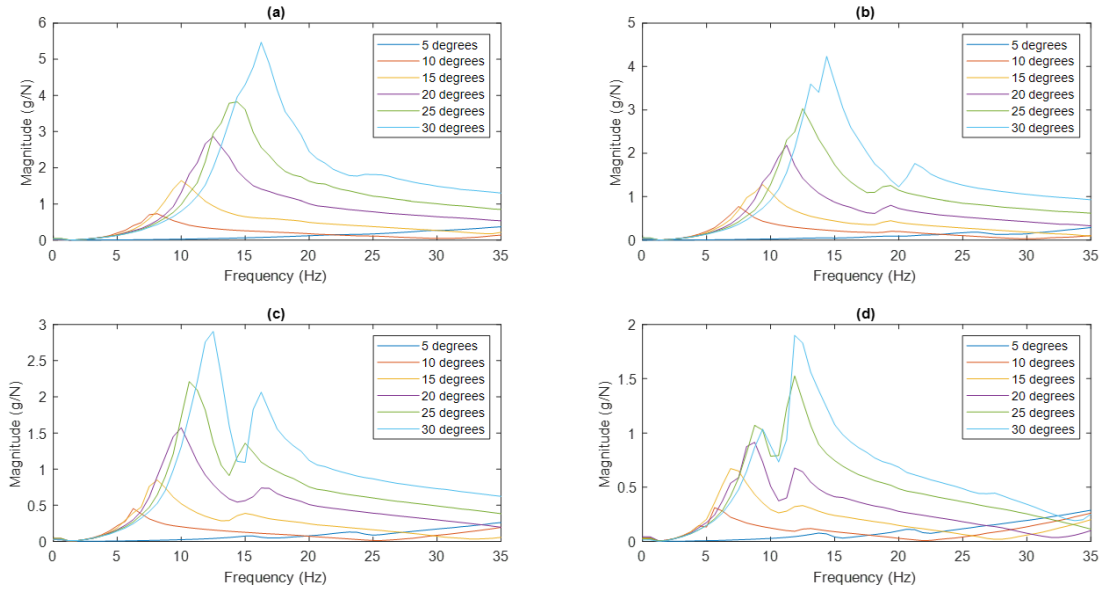 (a)
6
5
4
3
2
1
0
Magnitude (g/N)
5 degrees
10 degrees
15 degrees
20 degrees
25 degrees
30 degrees
0 5 10 15 20 25 30 35
Frequency (Hz)
(b)
5
4
3
2
1
0
Magnitude (g/N)
5 degrees
10 degrees
15 degrees
20 degrees
25 degrees
30 degrees
0 5 10 15 20 25 30 35
Frequency (Hz)
(c)
3
2.5
2
1.5
1
0.5
0
Magnitude (g/N)
5 degrees
10 degrees
15 degrees
20 degrees
25 degrees
30 degrees
0 5 10 15 20 25 30 35
Frequency (Hz)
(d)
2
1.5
1
0.5
0
Magnitude (g/N)
5 degrees
10 degrees
15 degrees
20 degrees
25 degrees
30 degrees
0 5 10 15 20 25 30 35
Frequency (Hz)